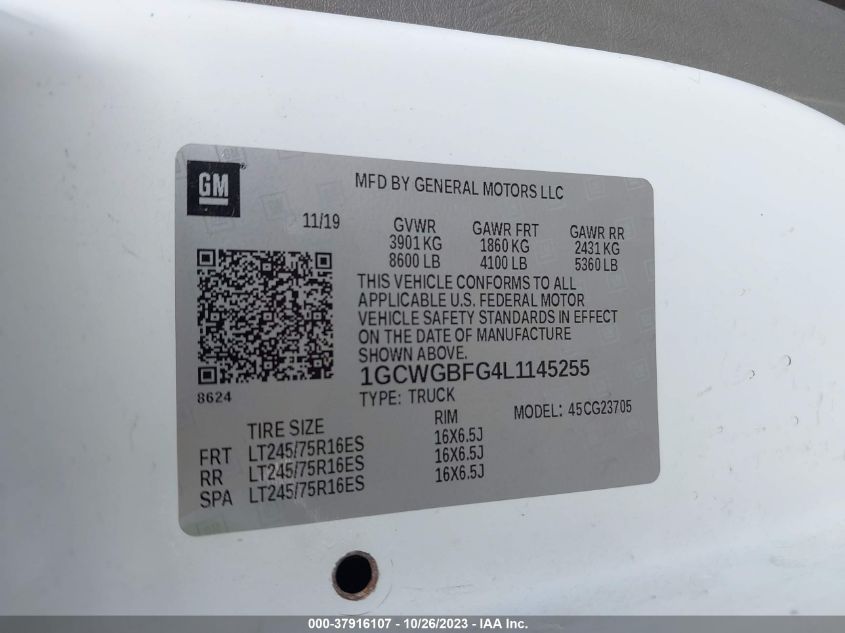 GM
MFD BY GENERAL MOTORS LLC
11/19 GVWR GAWR FRT GAWR RR
3901 KG 1860 KG 2431 KG
8600 LB 4100 LB 5360 LB
THIS VEHICLE CONFORMS TO ALL
APPLICABLE U.S. FEDERAL MOTOR
VEHICLE SAFETY STANDARDS IN EFFECT
ON THE DATE OF MANUFACTURE
SHOWN ABOVE.
1GCWGBFG4L1145255
8624
TYPE: TRUCK MODEL: 45CG23705
TIRE SIZE RIM
FRT LT245/75R16ES 16X6.5J
RR LT245/75R16ES 16X6.5J
SPA LT245/75R16ES 16X6.5J
000-37916107 - 10/26/2023 - IAA Inc.